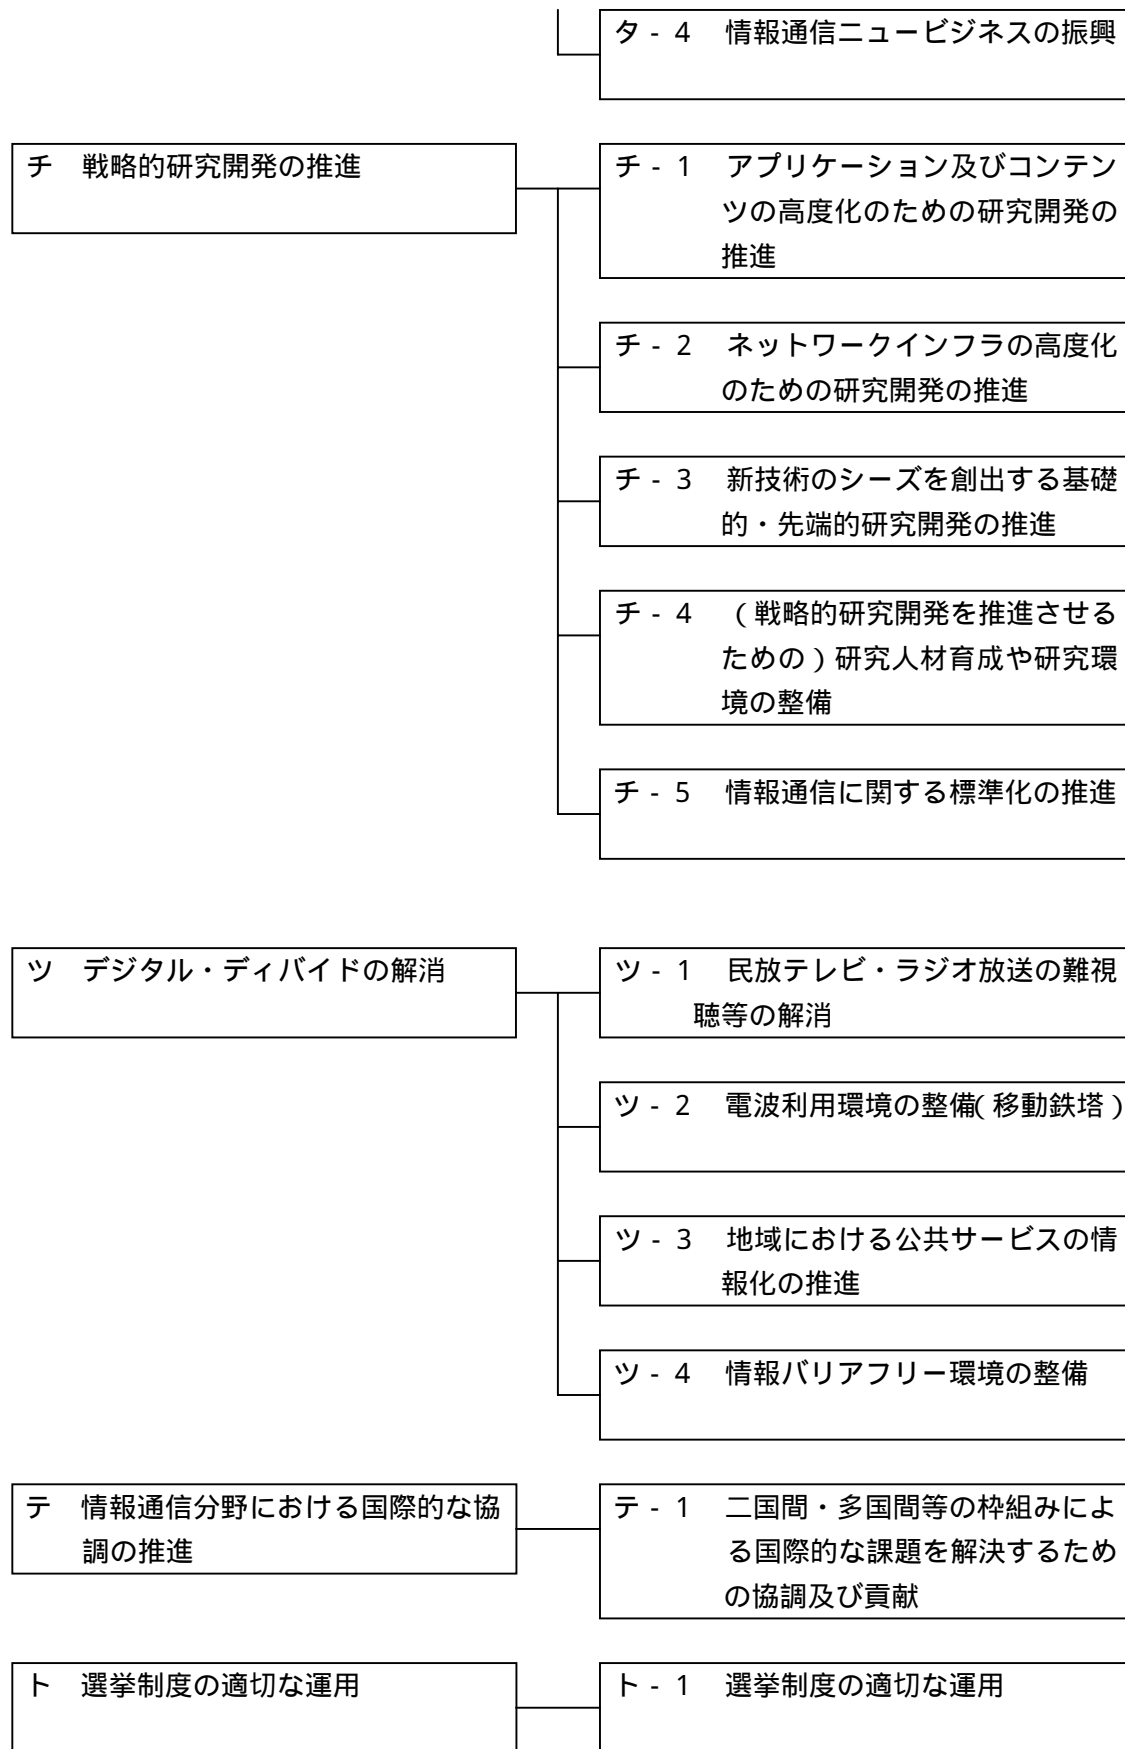 タ - 4 情報通信ニュービジネスの振興
チ 戦略的研究開発の推進
チ - 1 アプリケーション及びコンテン
ツの高度化のための研究開発の
推進
チ - 2 ネットワークインフラの高度化
のための研究開発の推進
チ - 3 新技術のシーズを創出する基礎
的・先端的研究開発の推進
チ - 4 （戦略的研究開発を推進させる
ための）研究人材育成や研究環
境の整備
チ - 5 情報通信に関する標準化の推進
ツ デジタル・ディバイドの解消
ツ - 1 民放テレビ・ラジオ放送の難視
聴等の解消
ツ - 2 電波利用環境の整備（移動鉄塔）
ツ - 3 地域における公共サービスの情
報化の推進
ツ - 4 情報バリアフリー環境の整備
テ 情報通信分野における国際的な協
調の推進
テ - 1 二国間・多国間等の枠組みによ
る国際的な課題を解決するため
の協調及び貢献
ト 選挙制度の適切な運用
ト - 1 選挙制度の適切な運用